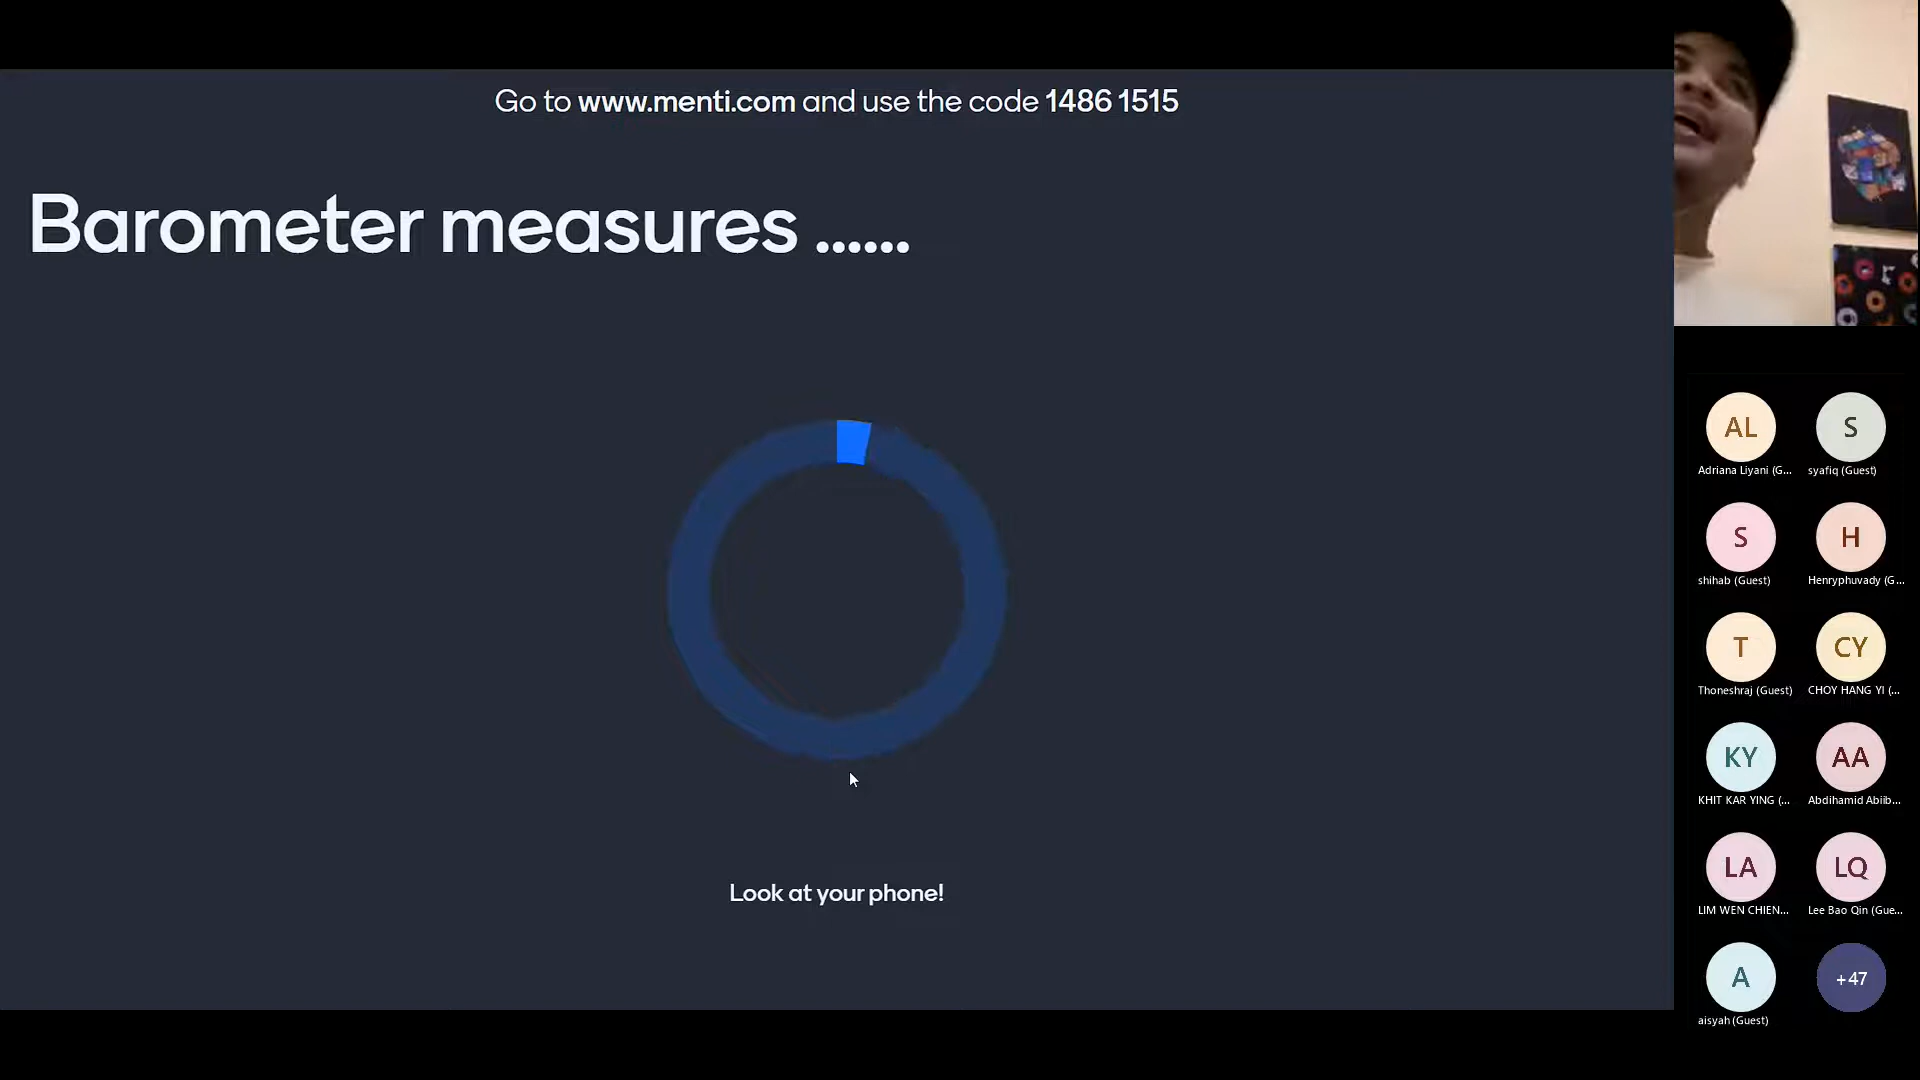 Go to www.menti.com and use the code 1486 1515
Barometer measures ......
Look at your phone!
AL
Adriana Liyani (G...
S
syafiq (Guest)
S
shihab (Guest)
H
Henryphuvady (G...
T
Thoneshraj (Guest)
CY
CHOY HANG YI (...
KY
KHIT KAR YING (...
AA
Abdihamid Abiib...
LA
LIM WEN CHIEN...
LQ
Lee Bao Qin (Gue...
A
aisyah (Guest)
+47